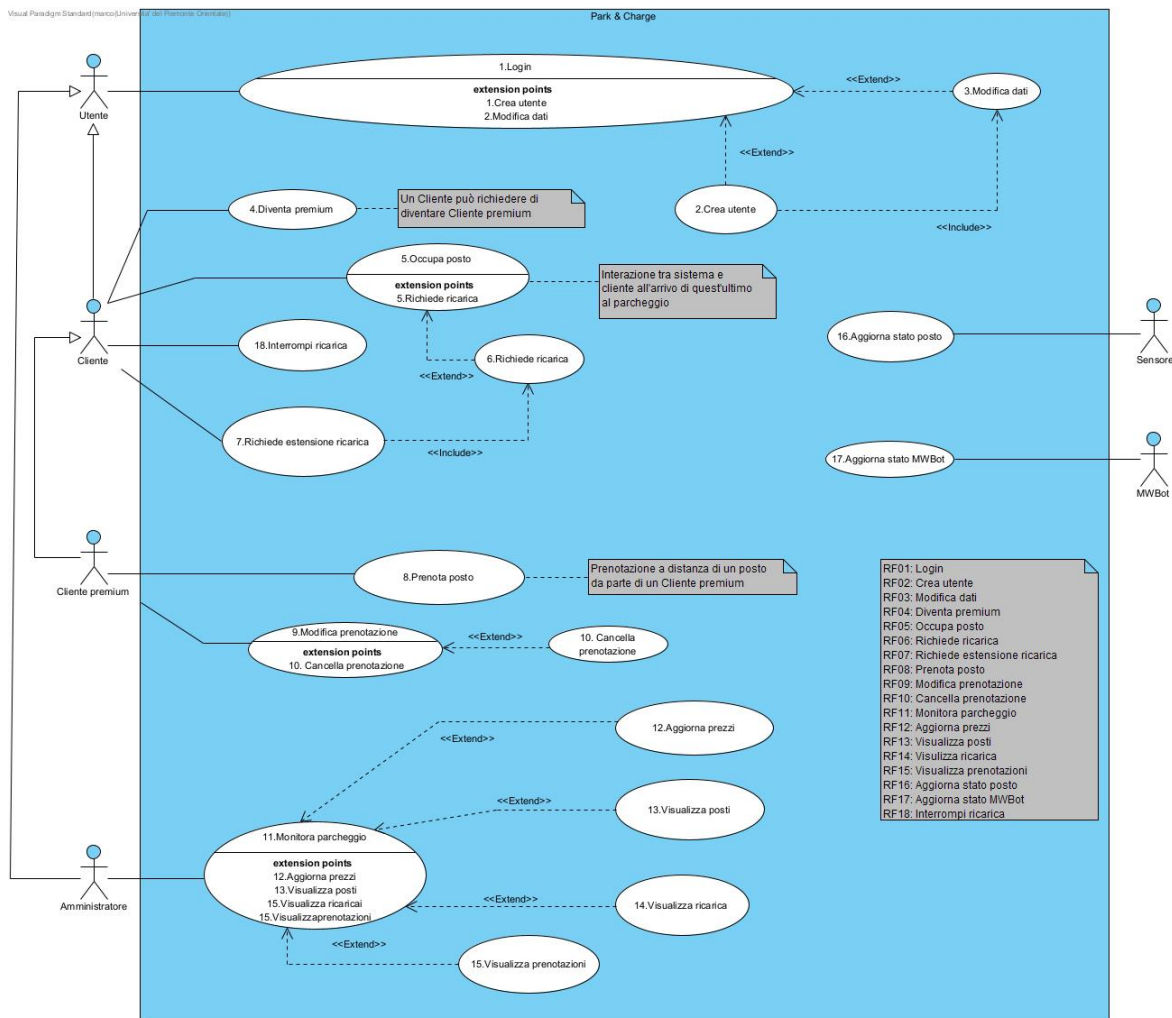 Visual Paradigm Standard(marco(Università del Piemonte Orientale))
Park & Charge
1.Login
extension points
1.Crea utente
2.Modifica dati
<<Extend>>
3.Modifica dati
Utente
<<Extend>>
2.Crea utente
<<Include>>
4.Diventa premium
Un Cliente può richiedere di
diventare Cliente premium
5.Occupa posto
extension points
5.Richiede ricarica
Interazione tra sistema e
cliente all'arrivo di quest'ultimo
al parcheggio
Cliente
18.Interrompi ricarica
6.Richiede ricarica
<<Extend>>
16.Aggiorna stato posto
Sensore
7.Richiede estensione ricarica
<<Include>>
17.Aggiorna stato MWBot
MWBot
Cliente premium
8.Prenota posto
Prenotazione a distanza di un posto
da parte di un Cliente premium
9.Modifica prenotazione
extension points
10. Cancella prenotazione
<<Extend>>
10. Cancella
prenotazione
RF01: Login
RF02: Crea utente
RF03: Modifica dati
RF04: Diventa premium
RF05: Occupa posto
RF06: Richiede ricarica
RF07: Richiede estensione ricarica
RF08: Prenota posto
RF09: Modifica prenotazione
RF10: Cancella prenotazione
RF11: Monitora parcheggio
RF12: Aggiorna prezzi
RF13: Visualizza posti
RF14: Visulizza ricarica
RF15: Visualizza prenotazioni
RF16: Aggiorna stato posto
RF17: Aggiorna stato MWBot
RF18: Interrompi ricarica
12.Aggiorna prezzi
<<Extend>>
13.Visualizza posti
<<Extend>>
11.Monitora parcheggio
extension points
12.Aggiorna prezzi
13.Visualizza posti
15.Visualizza ricaricai
15.Visualizzaprenotazioni
Amministratore
<<Extend>>
14.Visualizza ricarica
<<Extend>>
15.Visualizza prenotazioni